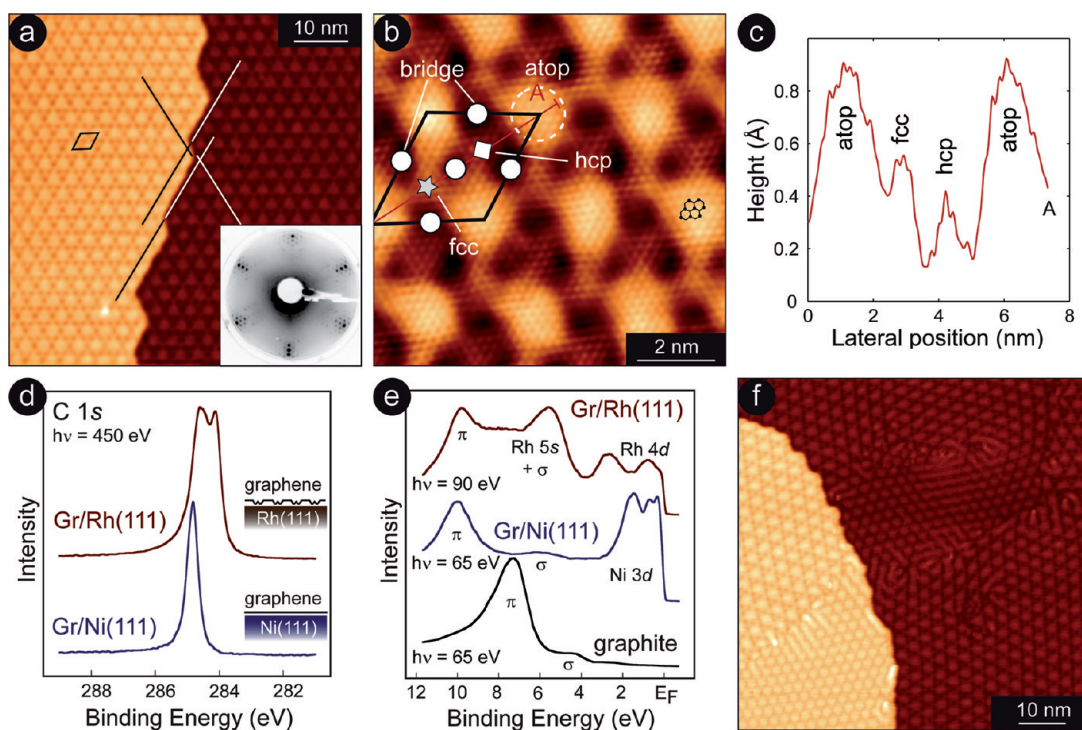 a
10 nm
b
bridge
atop
A
hcp
fcc
2 nm
c
Height (Å)
1
0.8
0.6
0.4
0.2
0
atop
fcc
hcp
atop
A
0 2 4 6 8
Lateral position (nm)
d
C 1s
hν = 450 eV
graphene
Rh(111)
Gr/Rh(111)
graphene
Gr/Ni(111)
Ni(111)
Intensity
288 286 284 282
Binding Energy (eV)
e
Gr/Rh(111)
π
Rh 5s
+ σ
Rh 4d
hν = 90 eV
Gr/Ni(111)
π
σ
hν = 65 eV
Ni 3d
π
graphite
hν = 65 eV
σ
Intensity
12 10 8 6 4 2 EF
Binding Energy (eV)
f
10 nm